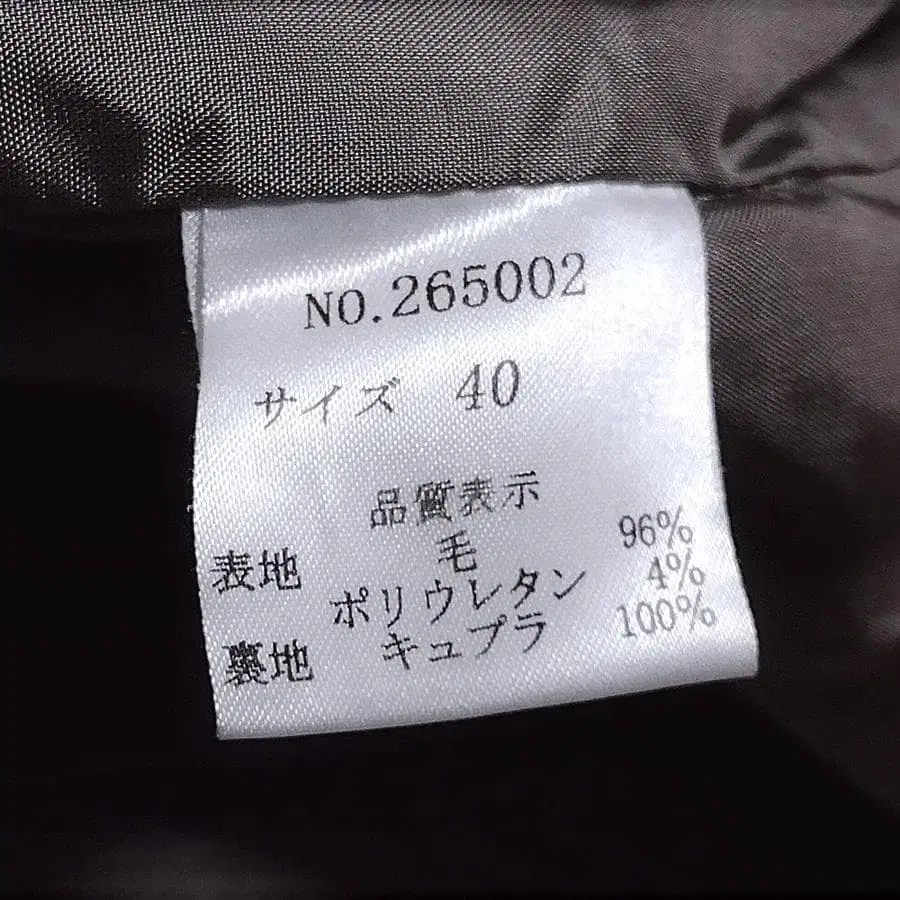 NO.265002
サイズ 40
品質表示
表地 毛 96%
ポリウレタン 4%
裏地 キュプラ 100%